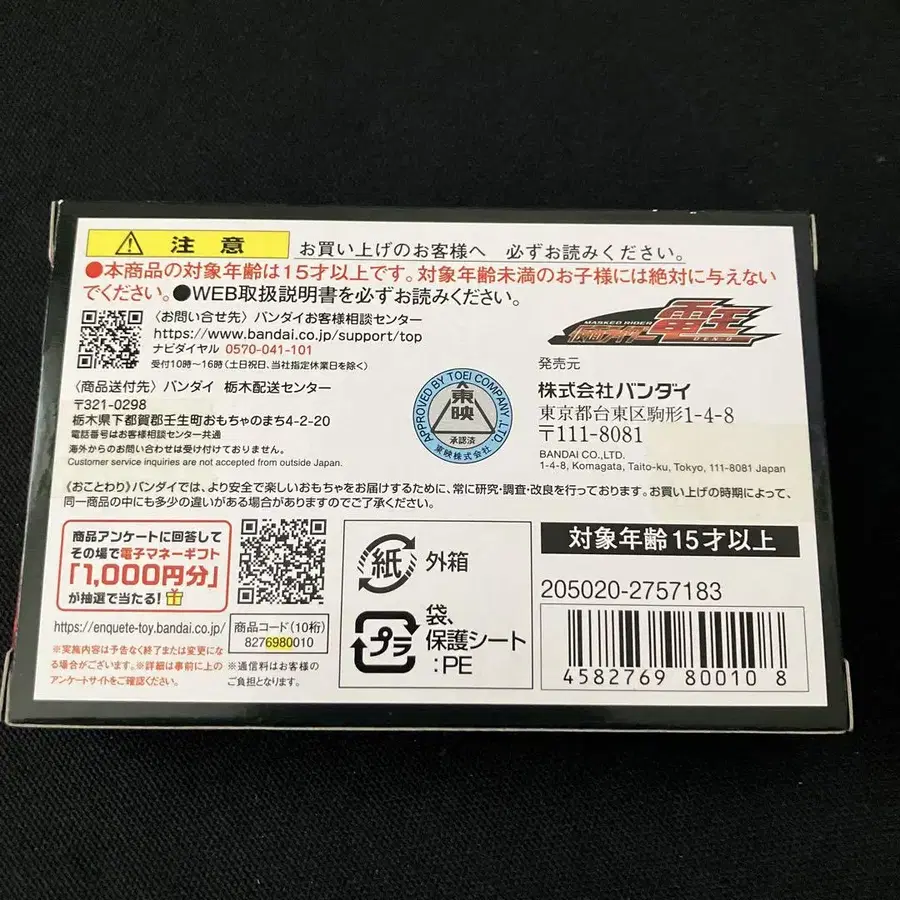 注意 お買い上げのお客様へ 必ずお読みください。
●本商品の対象年齢は15才以上です。対象年齢未満のお子様には絶対に与えない
でください。●WEB取扱説明書を必ずお読みください。
〈お問い合せ先〉バンダイお客様相談センター
https://www.bandai.co.jp/support/top
ナビダイヤル 0570-041-101
受付10時〜16時(土日祝日、当社指定休業日を除く)
〈商品送付先〉バンダイ 栃木配送センター
〒321-0298
栃木県下都賀郡壬生町おもちゃのまち4-2-20
電話番号はお客様相談センター共通
海外からのお問い合せは受け付けておりません。
Customer service inquiries are not accepted from outside Japan.
APPROVED BY TOEI COMPANY, LTD.
東映
承認済
東映株式会社
MASKED RIDER
仮面ライダー
電王
DEN-O
発売元
株式会社バンダイ
東京都台東区駒形1-4-8
〒111-8081
BANDAI CO.,LTD.
1-4-8, Komagata, Taito-ku, Tokyo, 111-8081 Japan
〈おことわり〉バンダイでは、より安全で楽しいおもちゃをお届けするために、常に研究・調査・改良を行っております。お買い上げの時期によって、
同一商品の中にも多少の違いがある場合がありますのでご了承ください。
商品アンケートに回答して
その場で電子マネーギフト
「1,000円分」
が抽選で当たる!
https://enquete-toy.bandai.co.jp/
※実施内容は予告なく終了または変更にな
る場合がございます。※詳細は事前に上の
アンケートサイトをご確認ください。
商品コード(10桁)
8276980010
※通信料はお客様の
ご負担となります。
紙 外箱
プラ 袋、
保護シート
:PE
対象年齢15才以上
205020-2757183
4582769 80010 8